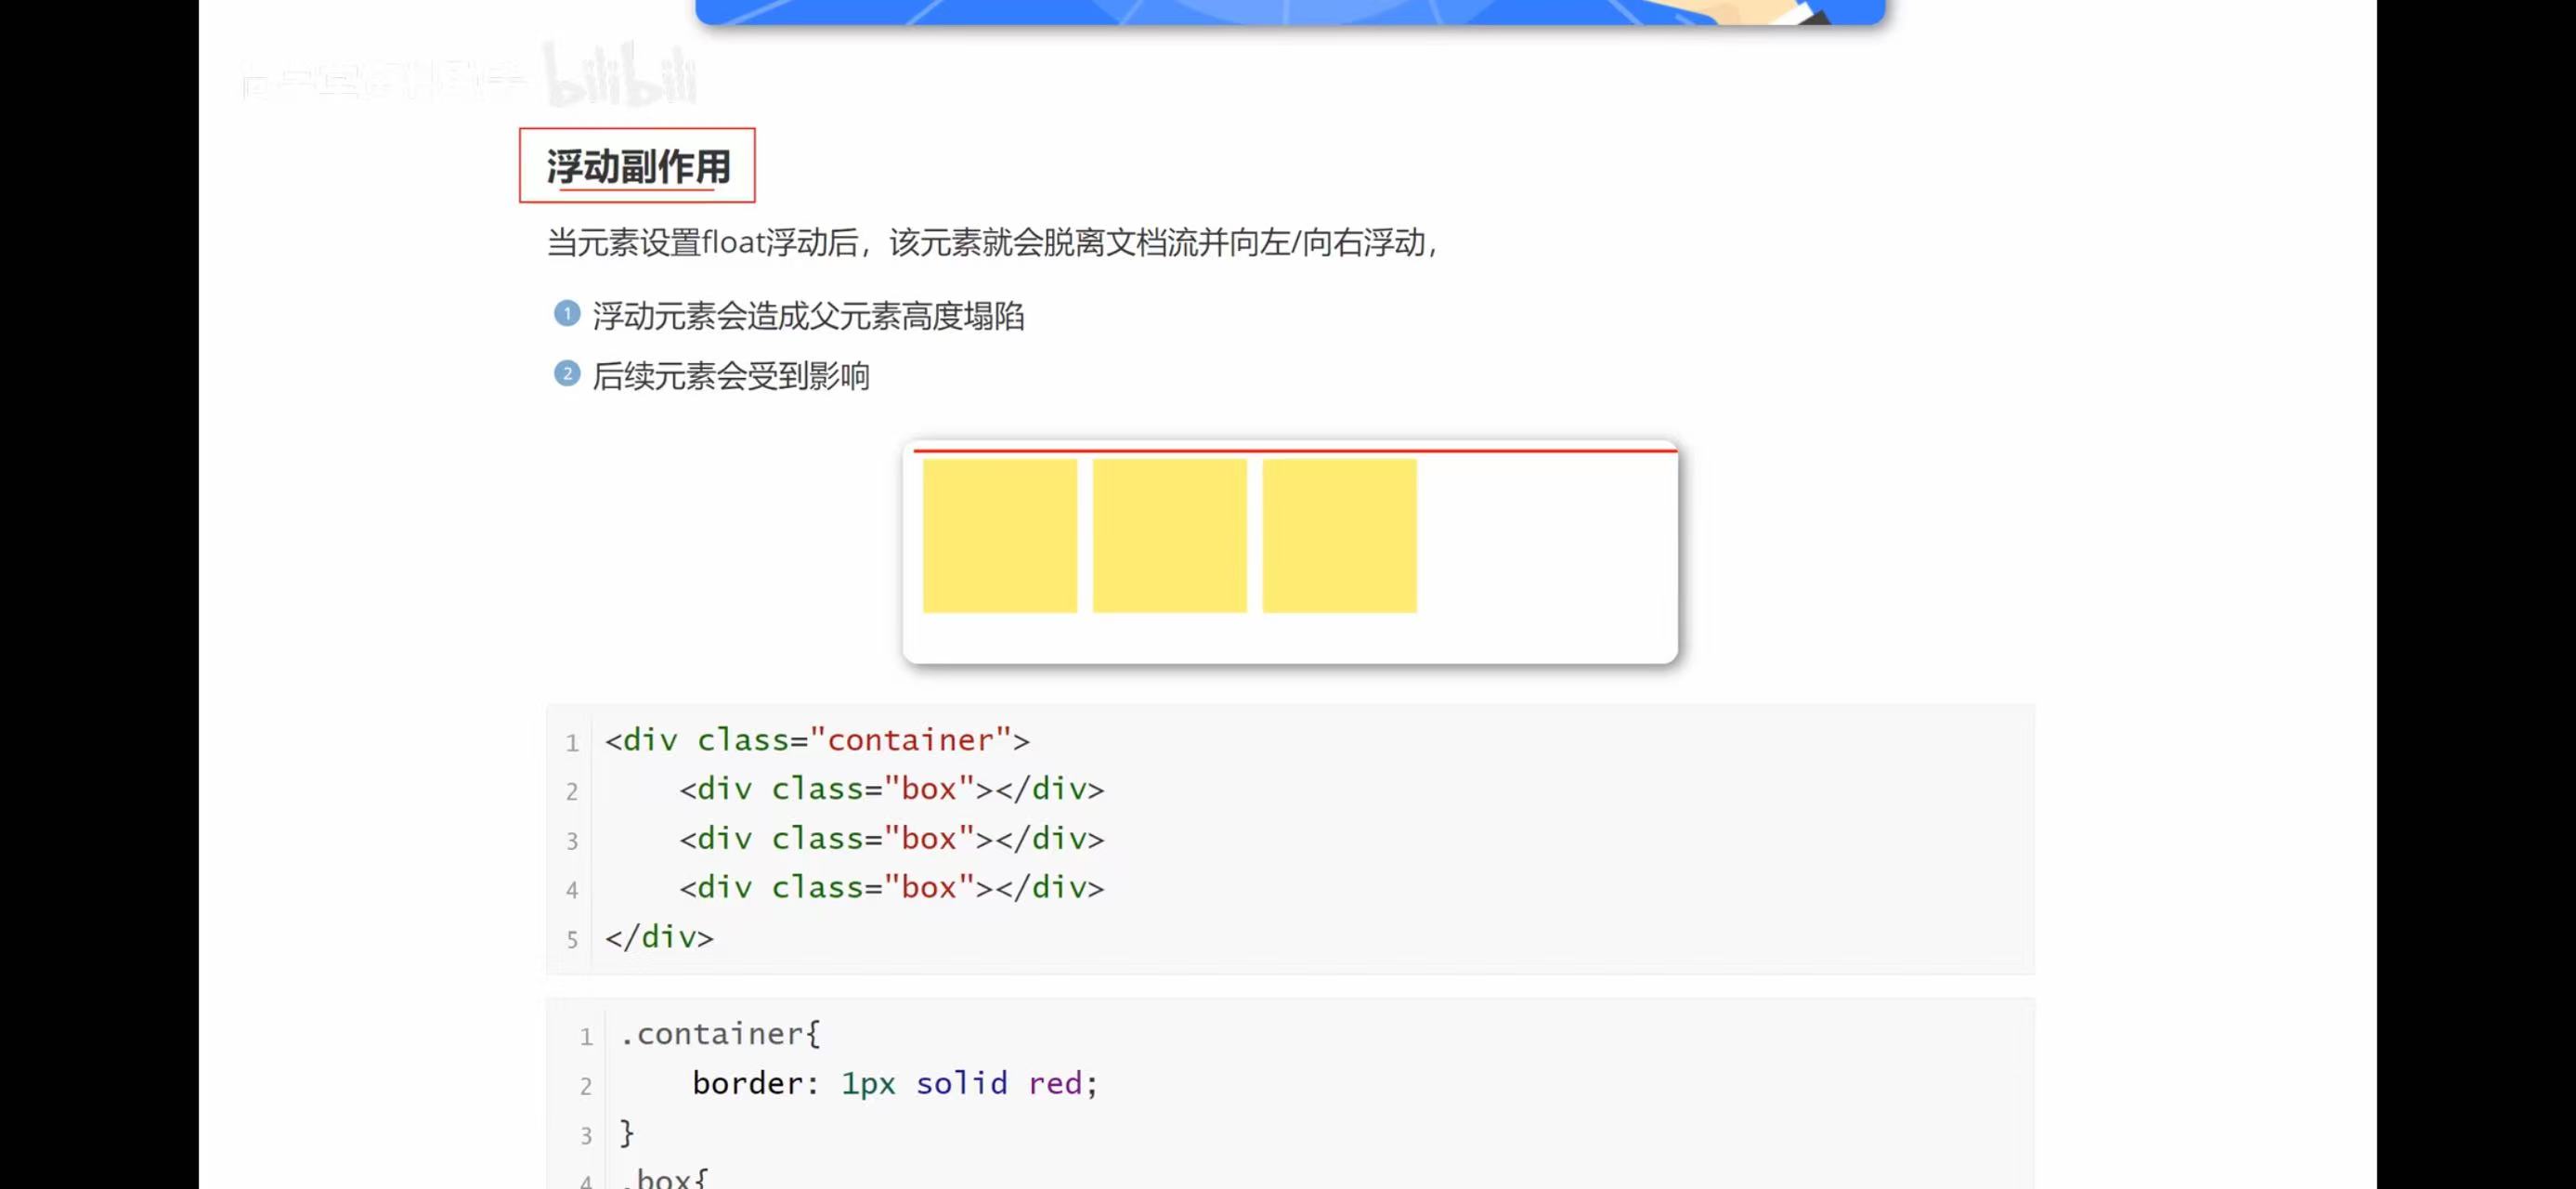 bilibili
浮动副作用
当元素设置float浮动后，该元素就会脱离文档流并向左/向右浮动，
1 浮动元素会造成父元素高度塌陷
2 后续元素会受到影响
1 <div class="container">
2 <div class="box"></div>
3 <div class="box"></div>
4 <div class="box"></div>
5 </div>
1 .container{
2 border: 1px solid red;
3 }
4 .box{